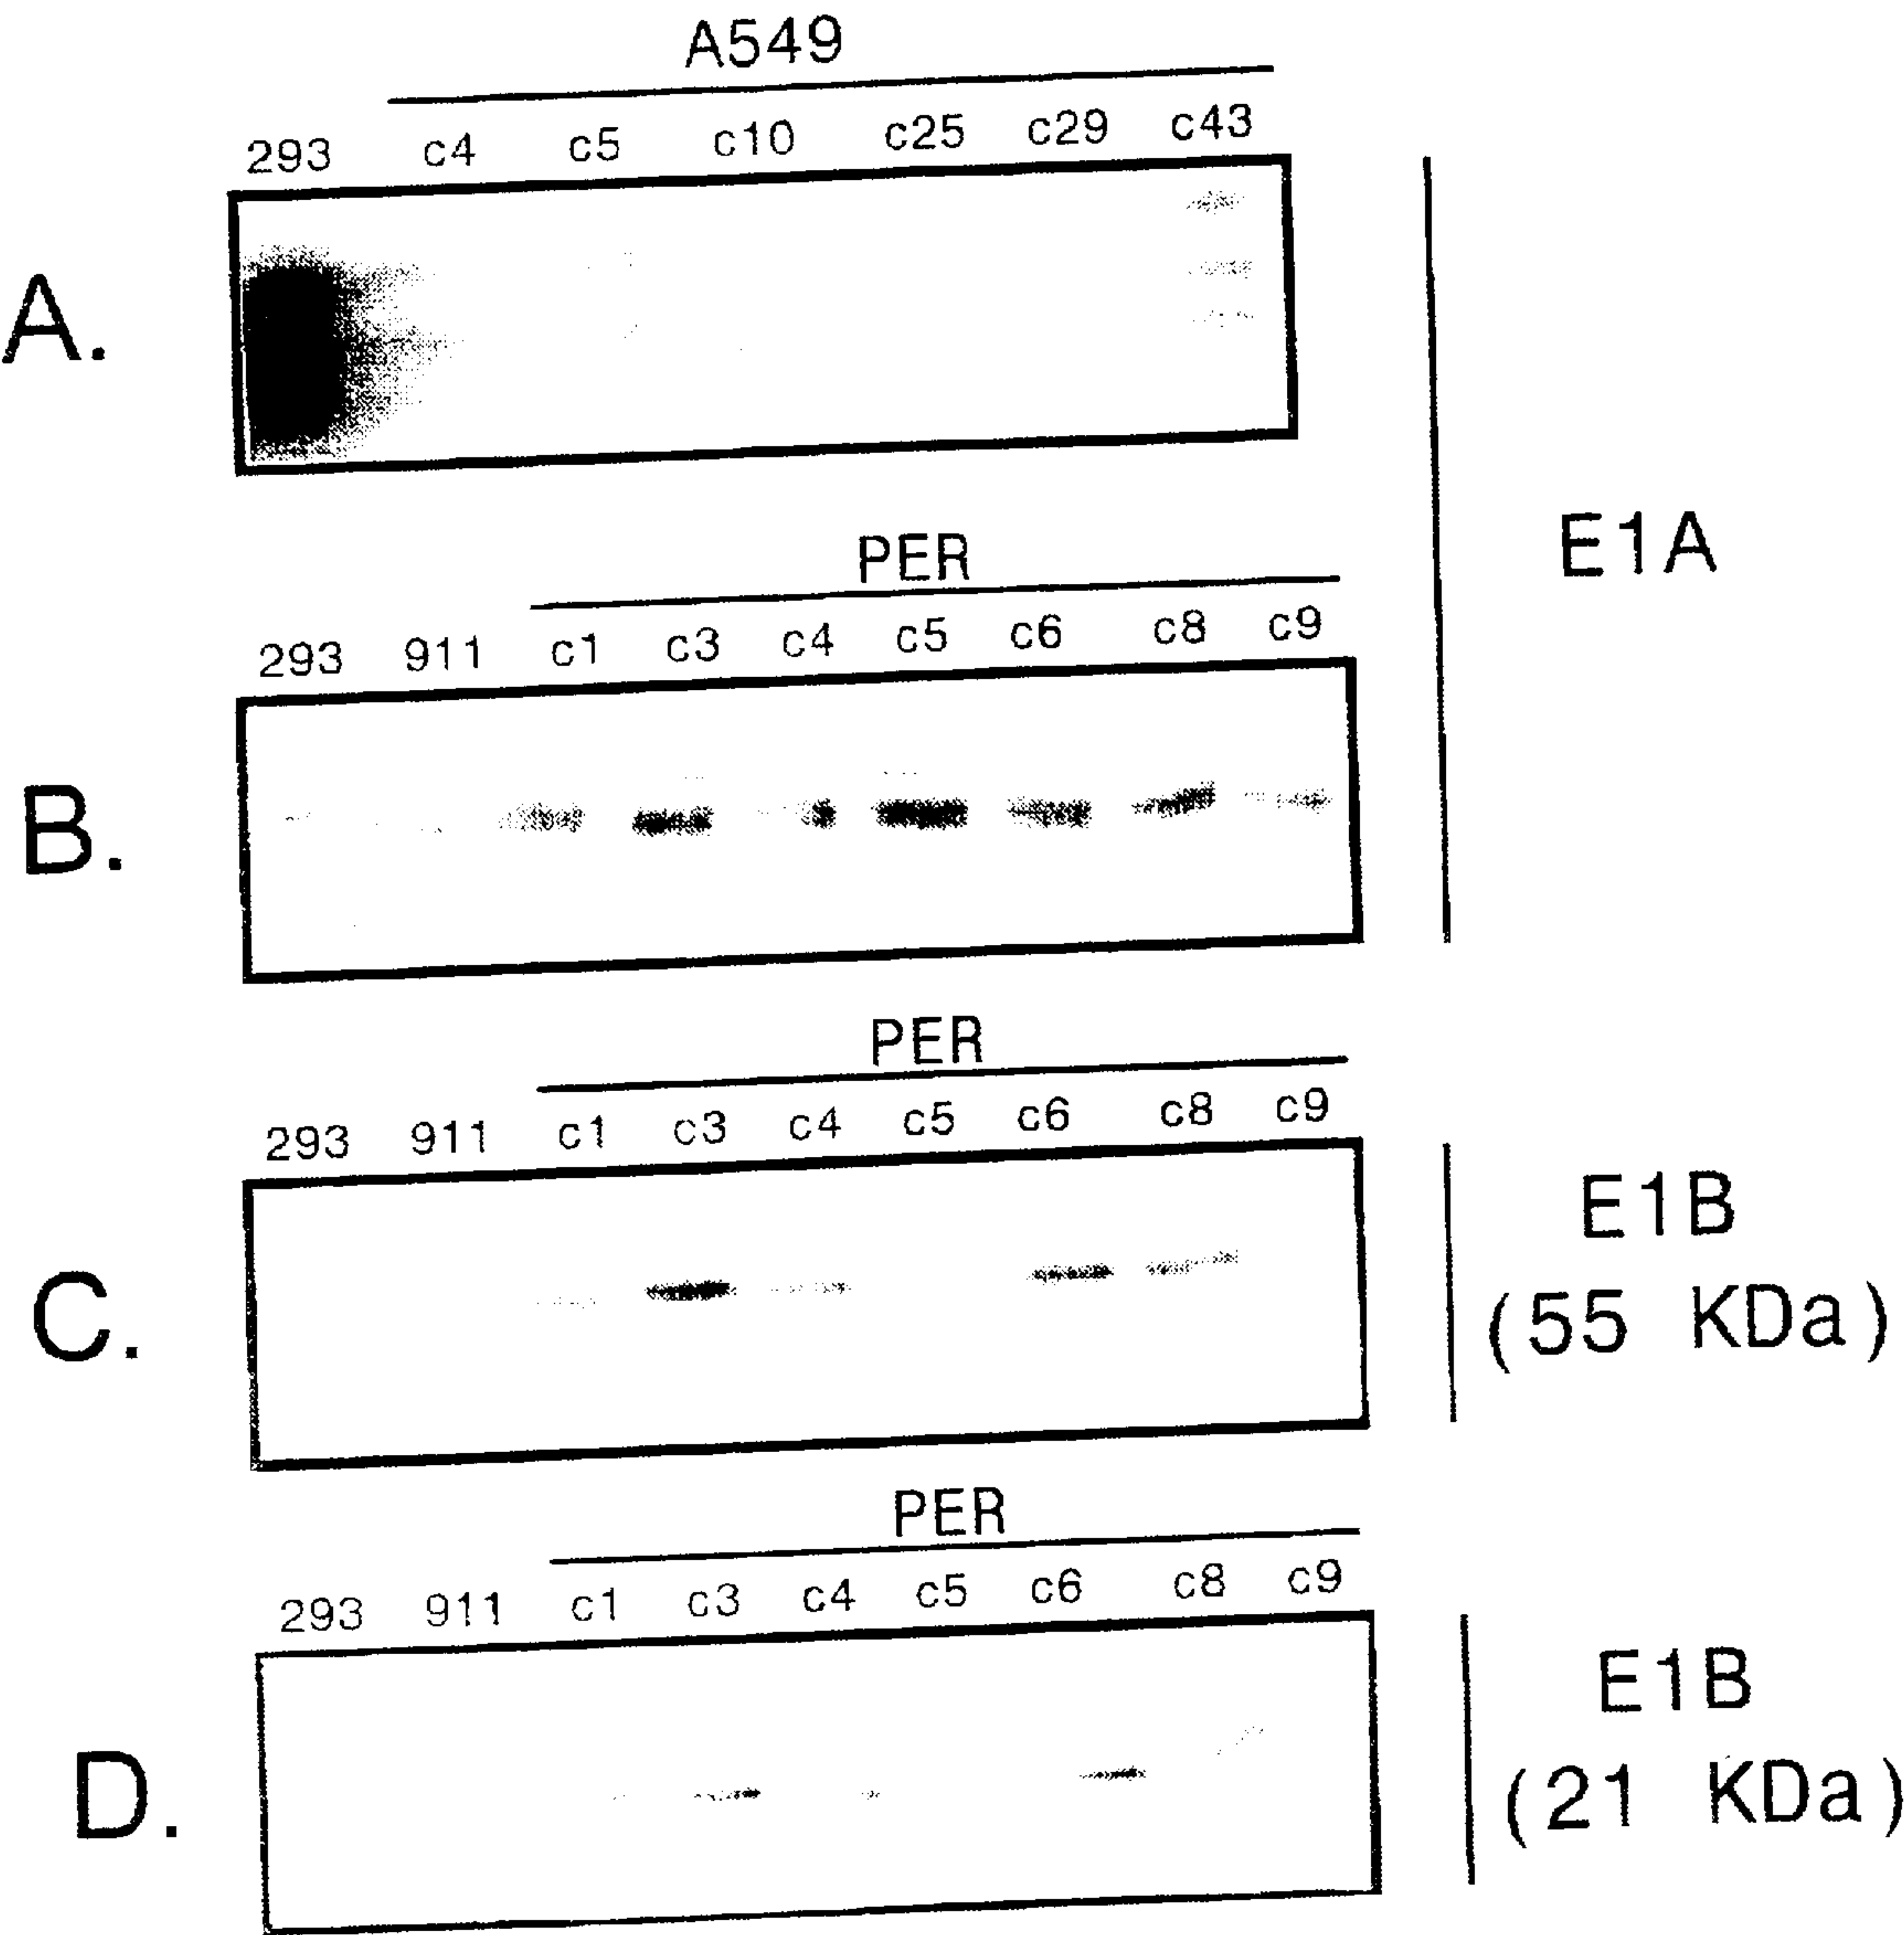 A549
293 c4 c5 c10 c25 c29 c43
A.
E1A
PER
293 911 c1 c3 c4 c5 c6 c8 c9
B.
PER
293 911 c1 c3 c4 c5 c6 c8 c9
C.
E1B
(55 KDa)
PER
293 911 c1 c3 c4 c5 c6 c8 c9
D.
E1B
(21 KDa)